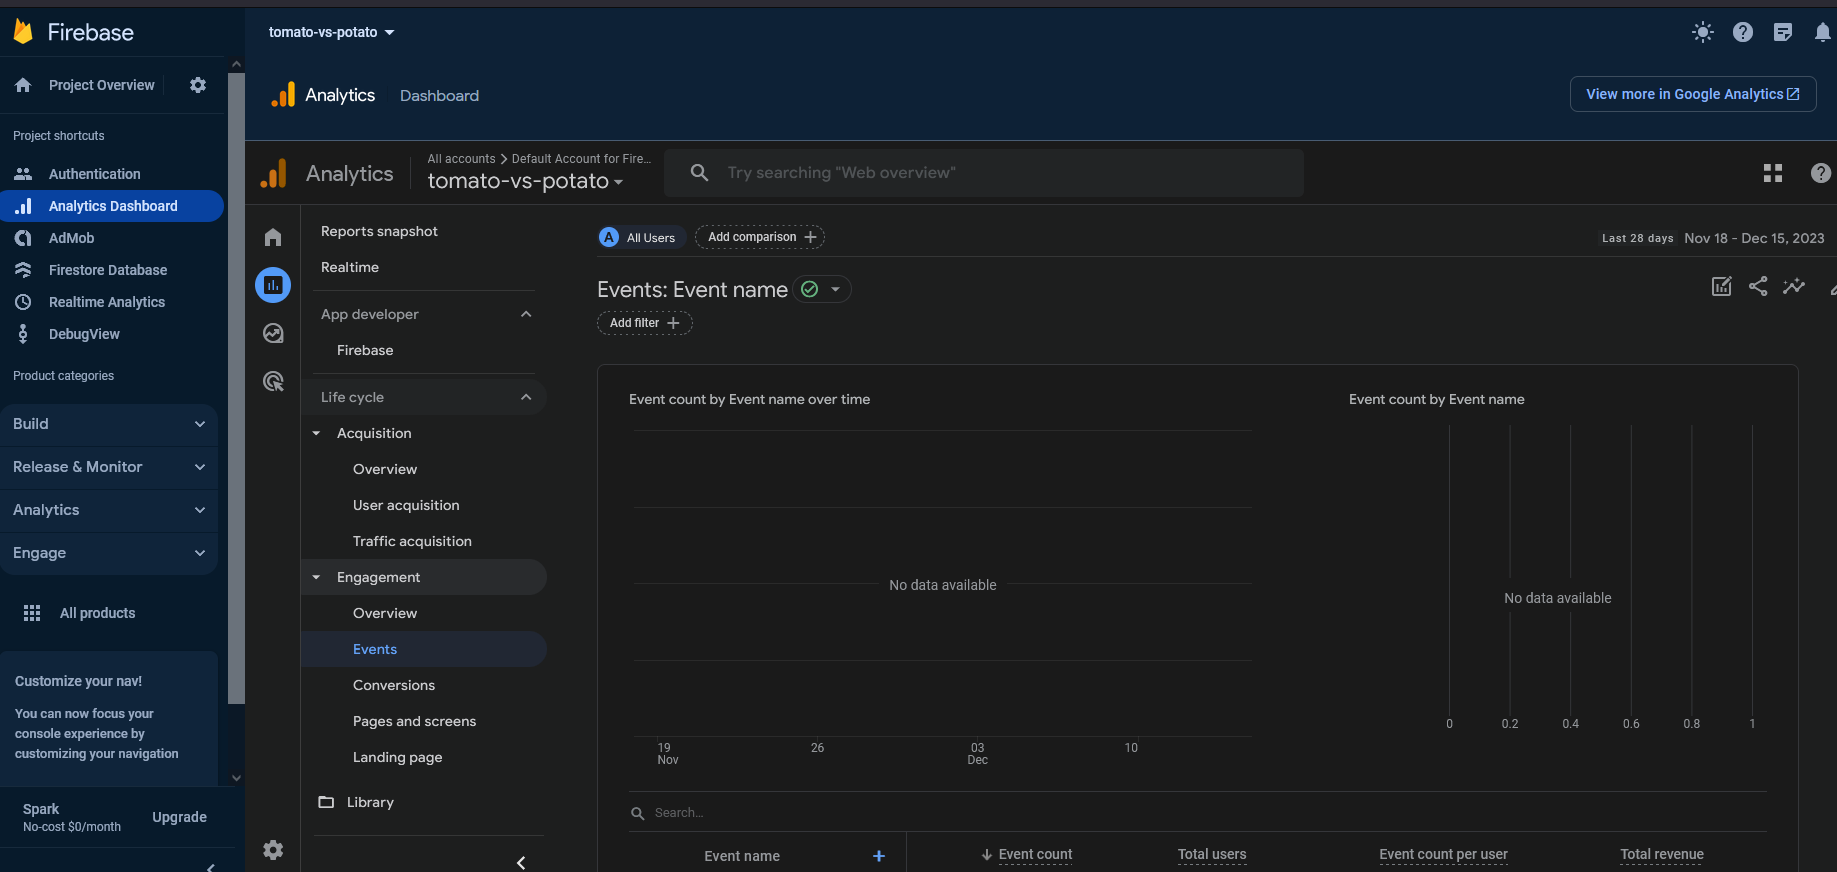 Firebase
tomato-vs-potato
Project Overview
Analytics
Dashboard
View more in Google Analytics
Project shortcuts
Authentication
Analytics Dashboard
AdMob
Firestore Database
Realtime Analytics
DebugView
Product categories
Build
Release & Monitor
Analytics
Engage
All products
Customize your nav!
You can now focus your
console experience by
customizing your navigation
Spark
No-cost $0/month
Upgrade
Analytics
All accounts > Default Account for Fire...
tomato-vs-potato
Try searching "Web overview"
Reports snapshot
Realtime
App developer
Firebase
Life cycle
Acquisition
Overview
User acquisition
Traffic acquisition
Engagement
Overview
Events
Conversions
Pages and screens
Landing page
Library
A All Users
Add comparison +
Last 28 days Nov 18 - Dec 15, 2023
Events: Event name
Add filter +
Event count by Event name over time
No data available
19 26 03 10
Nov Dec
Event count by Event name
No data available
0 0.2 0.4 0.6 0.8 1
Search...
Event name + Event count Total users Event count per user Total revenue